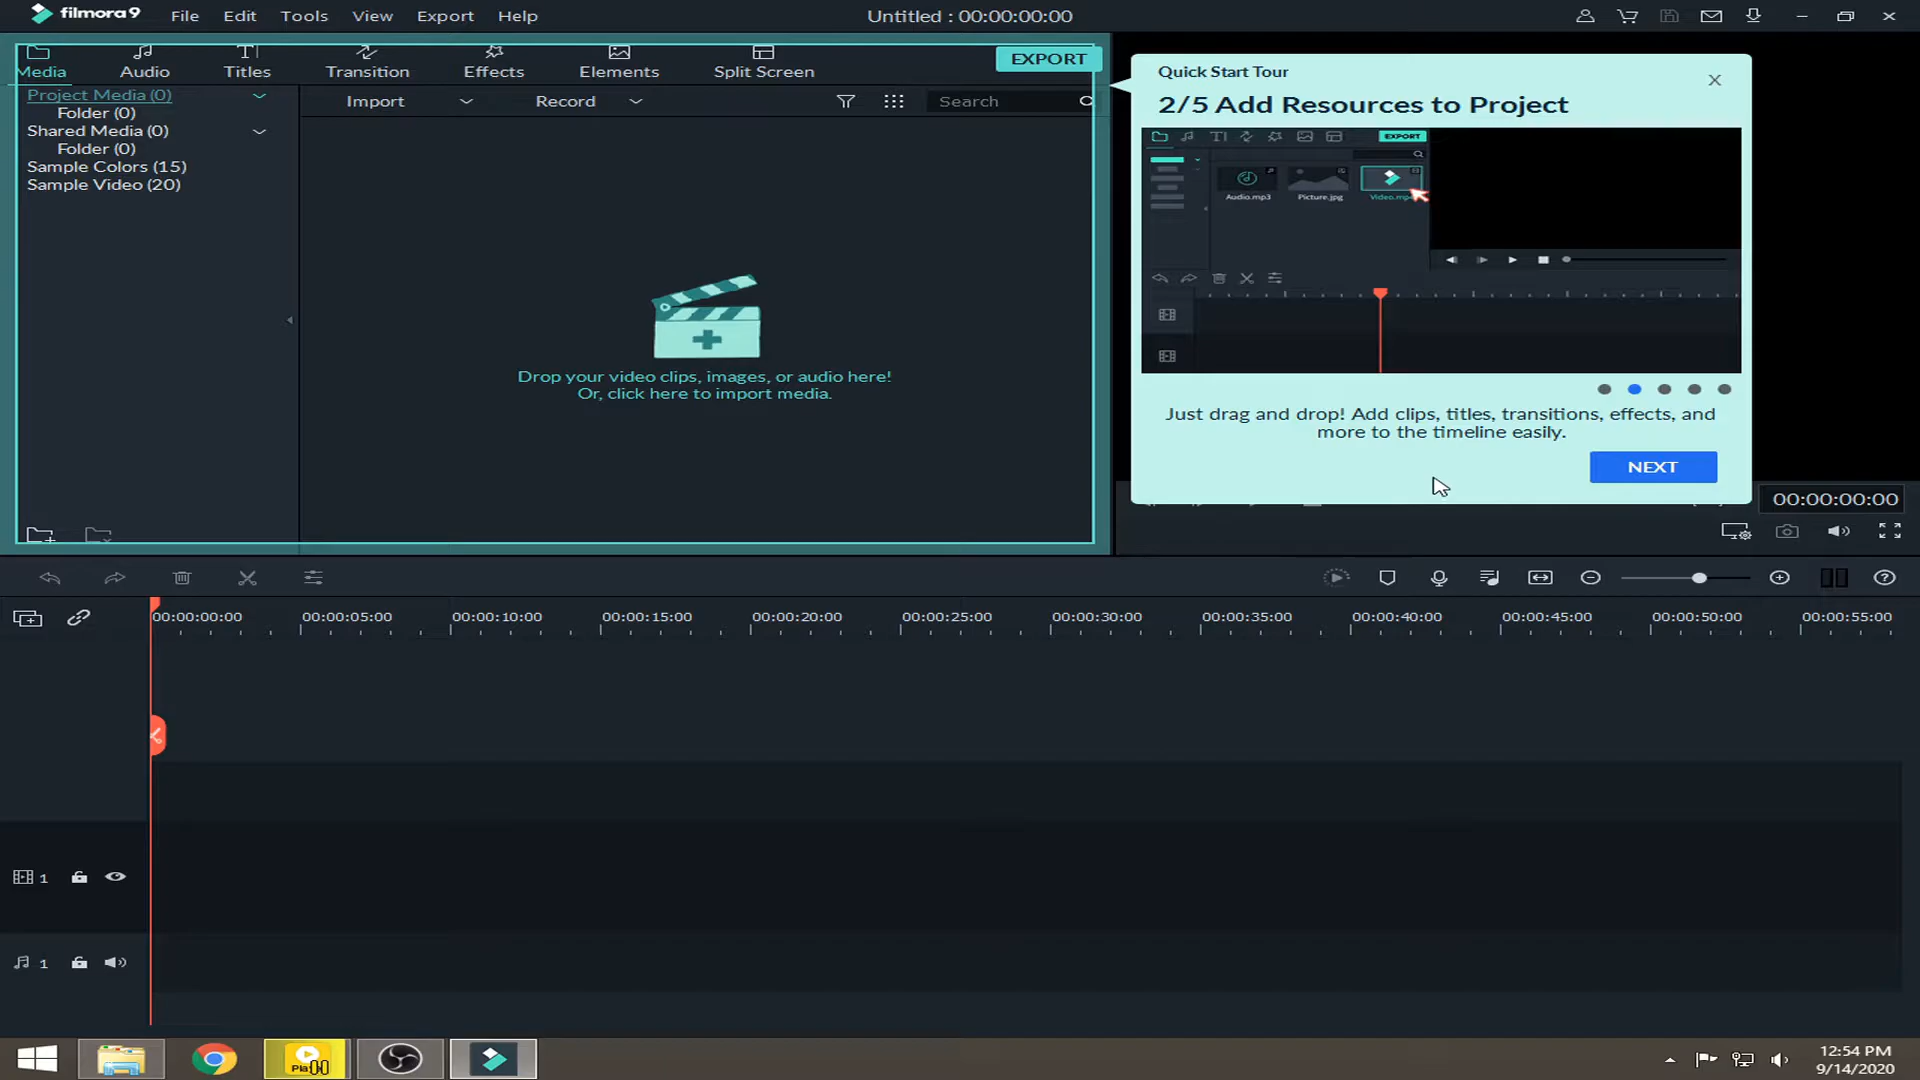 filmora9 File Edit Tools View Export Help Untitled : 00:00:00:00
Media Audio Titles Transition Effects Elements Split Screen EXPORT
Project Media (0)
Folder (0)
Shared Media (0)
Folder (0)
Sample Colors (15)
Sample Video (20)
Import Record Search
Drop your video clips, images, or audio here!
Or, click here to import media.
Quick Start Tour
2/5 Add Resources to Project
EXPORT
Audio.mp3 Picture.jpg
Just drag and drop! Add clips, titles, transitions, effects, and
more to the timeline easily.
NEXT
00:00:00:00
00:00:00:00 00:00:05:00 00:00:10:00 00:00:15:00 00:00:20:00 00:00:25:00 00:00:30:00 00:00:35:00 00:00:40:00 00:00:45:00 00:00:50:00 00:00:55:00
1
1
12:54 PM
9/14/2020